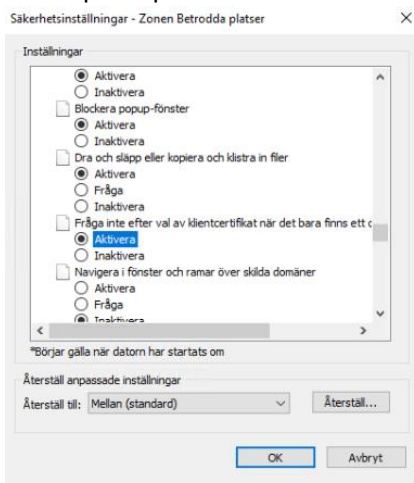 Säkerhetsinställningar - Zonen Betrodda platser
Inställningar
Aktivera
Inaktivera
Blockera popup-fönster
Aktivera
Inaktivera
Dra och släpp eller kopiera och klistra in filer
Aktivera
Fråga
Inaktivera
Fråga inte efter val av klientcertifikat när det bara finns ett c
Aktivera
Inaktivera
Navigera i fönster och ramar över skilda domäner
Aktivera
Fråga
Inaktivera
*Börjar gälla när datorn har startats om
Återställ anpassade inställningar
Återställ till: Mellan (standard) Återställ...
OK Avbryt